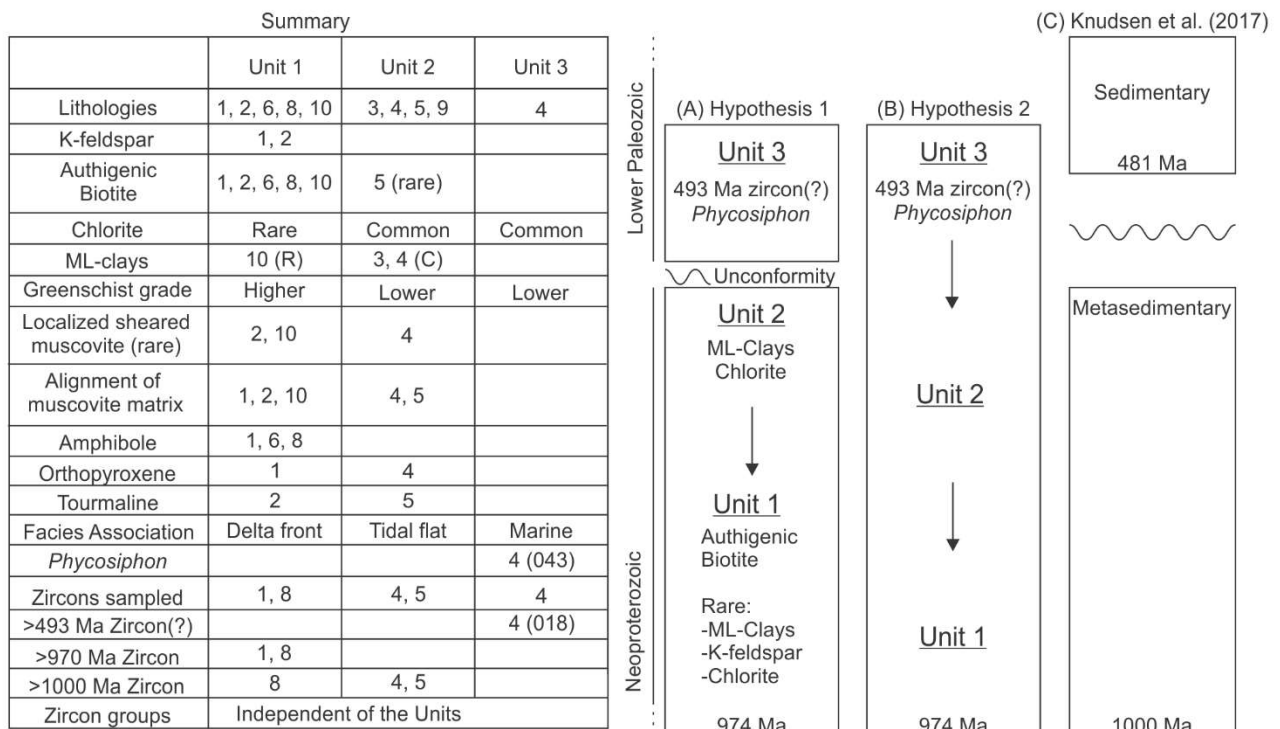 Summary
Unit 1 Unit 2 Unit 3
Lithologies 1, 2, 6, 8, 10 3, 4, 5, 9 4
K-feldspar 1, 2
Authigenic
Biotite 1, 2, 6, 8, 10 5 (rare)
Chlorite Rare Common Common
ML-clays 10 (R) 3, 4 (C)
Greenschist grade Higher Lower Lower
Localized sheared
muscovite (rare) 2, 10 4
Alignment of
muscovite matrix 1, 2, 10 4, 5
Amphibole 1, 6, 8
Orthopyroxene 1 4
Tourmaline 2 5
Facies Association Delta front Tidal flat Marine
Phycosiphon 4 (043)
Zircons sampled 1, 8 4, 5 4
>493 Ma Zircon(?) 4 (018)
>970 Ma Zircon 1, 8
>1000 Ma Zircon 8 4, 5
Zircon groups Independent of the Units
Lower Paleozoic
Neoproterozoic
(A) Hypothesis 1
Unit 3
493 Ma zircon(?)
Phycosiphon
Unconformity
Unit 2
ML-Clays
Chlorite
Unit 1
Authigenic
Biotite
Rare:
-ML-Clays
-K-feldspar
-Chlorite
974 Ma
(B) Hypothesis 2
Unit 3
493 Ma zircon(?)
Phycosiphon
Unit 2
Unit 1
974 Ma
(C) Knudsen et al. (2017)
Sedimentary
481 Ma
Metasedimentary
1000 Ma